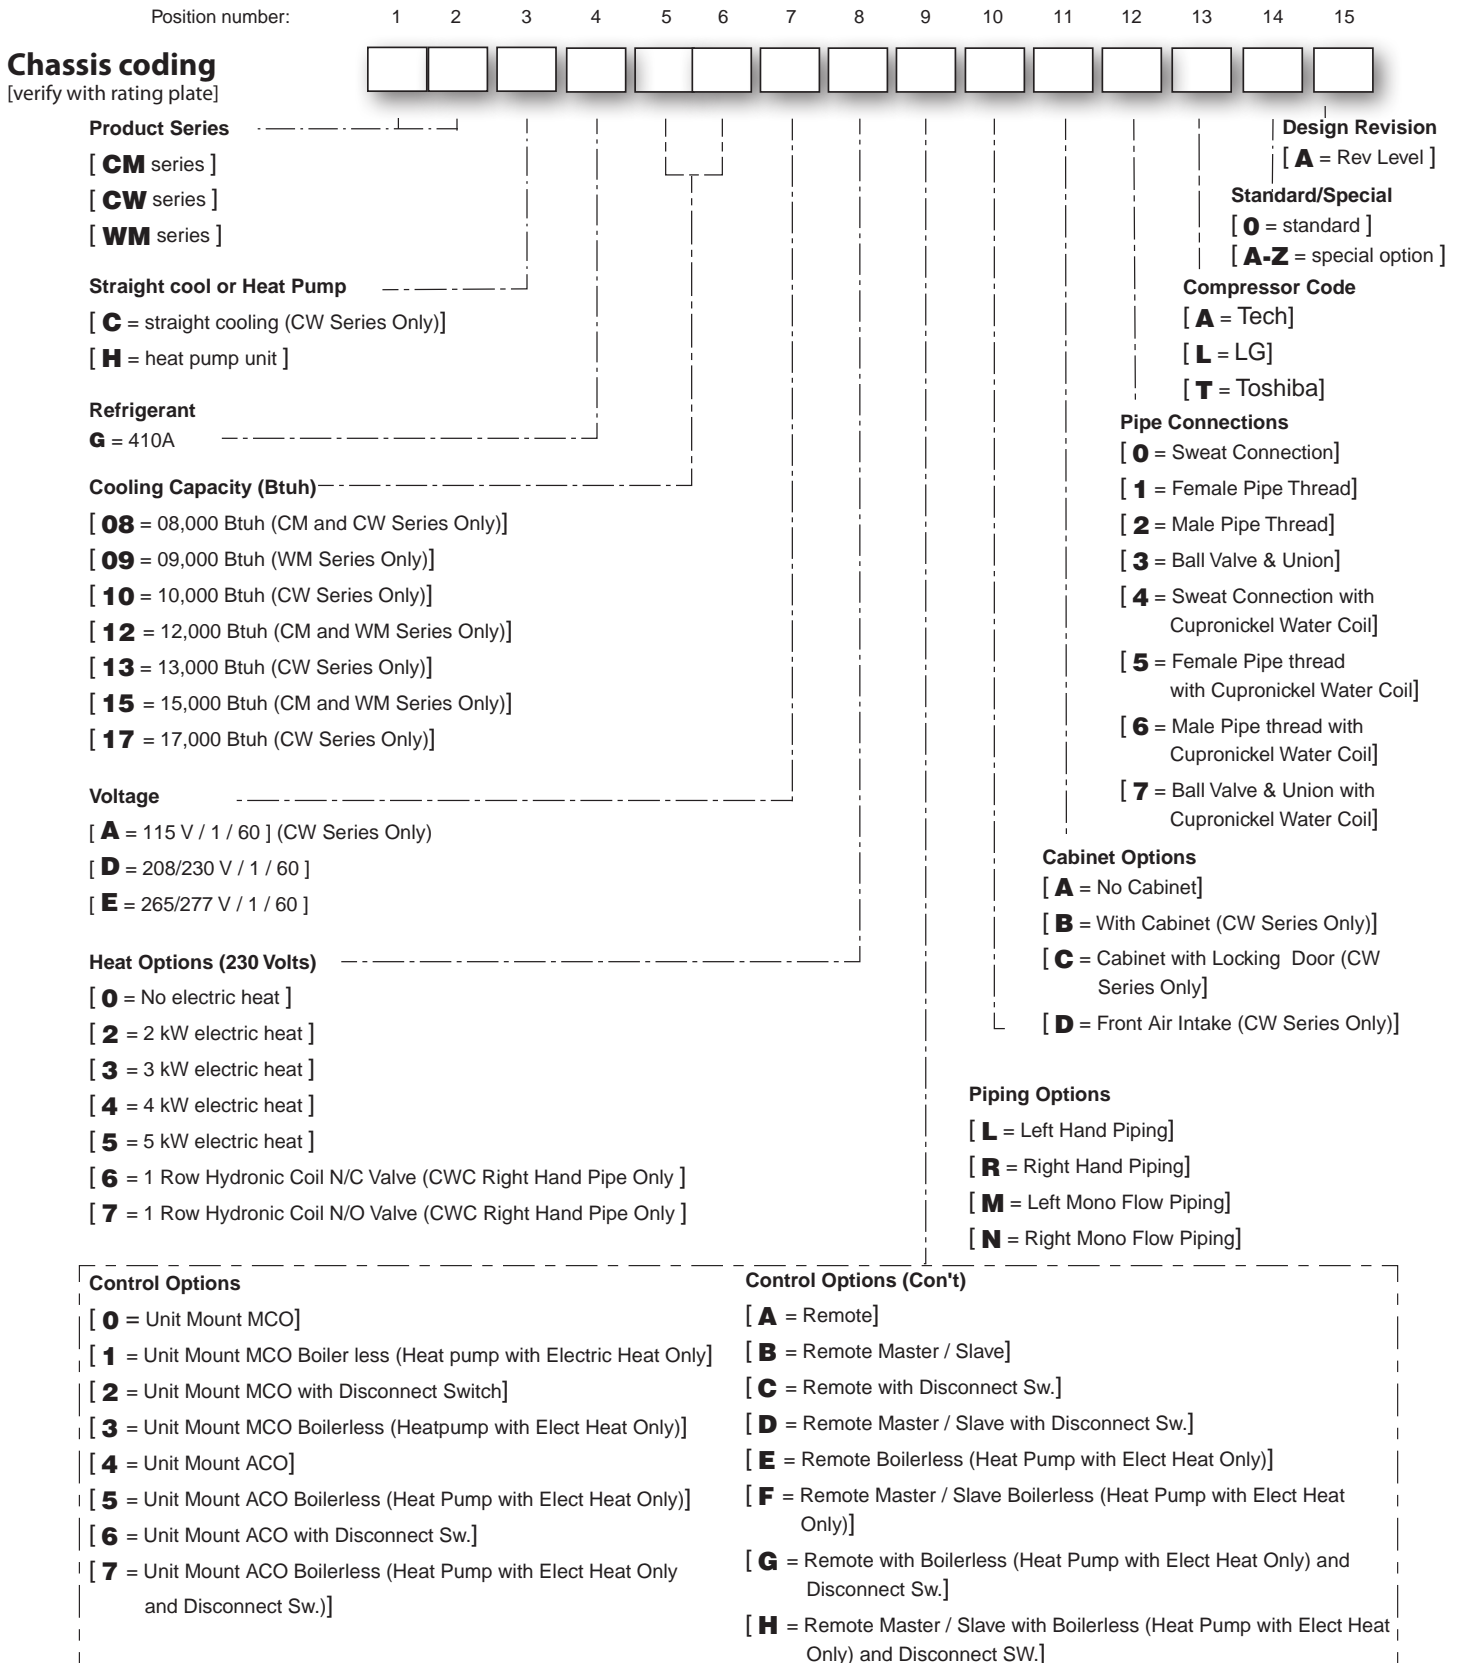 Position number: 1 2 3 4 5 6 7 8 9 10 11 12 13 14 15
Chassis coding
[verify with rating plate]
Product Series
[ CM series ]
[ CW series ]
[ WM series ]
Straight cool or Heat Pump
[ C = straight cooling (CW Series Only)]
[ H = heat pump unit ]
Refrigerant
G = 410A
Cooling Capacity (Btuh)
[ 08 = 08,000 Btuh (CM and CW Series Only)]
[ 09 = 09,000 Btuh (WM Series Only)]
[ 10 = 10,000 Btuh (CW Series Only)]
[ 12 = 12,000 Btuh (CM and WM Series Only)]
[ 13 = 13,000 Btuh (CW Series Only)]
[ 15 = 15,000 Btuh (CM and WM Series Only)]
[ 17 = 17,000 Btuh (CW Series Only)]
Voltage
[ A = 115 V / 1 / 60 ] (CW Series Only)
[ D = 208/230 V / 1 / 60 ]
[ E = 265/277 V / 1 / 60 ]
Heat Options (230 Volts)
[ 0 = No electric heat ]
[ 2 = 2 kW electric heat ]
[ 3 = 3 kW electric heat ]
[ 4 = 4 kW electric heat ]
[ 5 = 5 kW electric heat ]
[ 6 = 1 Row Hydronic Coil N/C Valve (CWC Right Hand Pipe Only ]
[ 7 = 1 Row Hydronic Coil N/O Valve (CWC Right Hand Pipe Only ]
Design Revision
[ A = Rev Level ]
Standard/Special
[ 0 = standard ]
[ A-Z = special option ]
Compressor Code
[ A = Tech]
[ L = LG]
[ T = Toshiba]
Pipe Connections
[ 0 = Sweat Connection]
[ 1 = Female Pipe Thread]
[ 2 = Male Pipe Thread]
[ 3 = Ball Valve & Union]
[ 4 = Sweat Connection with
Cupronickel Water Coil]
[ 5 = Female Pipe thread
with Cupronickel Water Coil]
[ 6 = Male Pipe thread with
Cupronickel Water Coil]
[ 7 = Ball Valve & Union with
Cupronickel Water Coil]
Cabinet Options
[ A = No Cabinet]
[ B = With Cabinet (CW Series Only)]
[ C = Cabinet with Locking Door (CW
Series Only]
[ D = Front Air Intake (CW Series Only)]
Piping Options
[ L = Left Hand Piping]
[ R = Right Hand Piping]
[ M = Left Mono Flow Piping]
[ N = Right Mono Flow Piping]
Control Options
[ 0 = Unit Mount MCO]
[ 1 = Unit Mount MCO Boiler less (Heat pump with Electric Heat Only]
[ 2 = Unit Mount MCO with Disconnect Switch]
[ 3 = Unit Mount MCO Boilerless (Heatpump with Elect Heat Only)]
[ 4 = Unit Mount ACO]
[ 5 = Unit Mount ACO Boilerless (Heat Pump with Elect Heat Only)]
[ 6 = Unit Mount ACO with Disconnect Sw.]
[ 7 = Unit Mount ACO Boilerless (Heat Pump with Elect Heat Only
and Disconnect Sw.)]
Control Options (Con't)
[ A = Remote]
[ B = Remote Master / Slave]
[ C = Remote with Disconnect Sw.]
[ D = Remote Master / Slave with Disconnect Sw.]
[ E = Remote Boilerless (Heat Pump with Elect Heat Only)]
[ F = Remote Master / Slave Boilerless (Heat Pump with Elect Heat
Only)]
[ G = Remote with Boilerless (Heat Pump with Elect Heat Only) and
Disconnect Sw.]
[ H = Remote Master / Slave with Boilerless (Heat Pump with Elect Heat
Only) and Disconnect SW.]